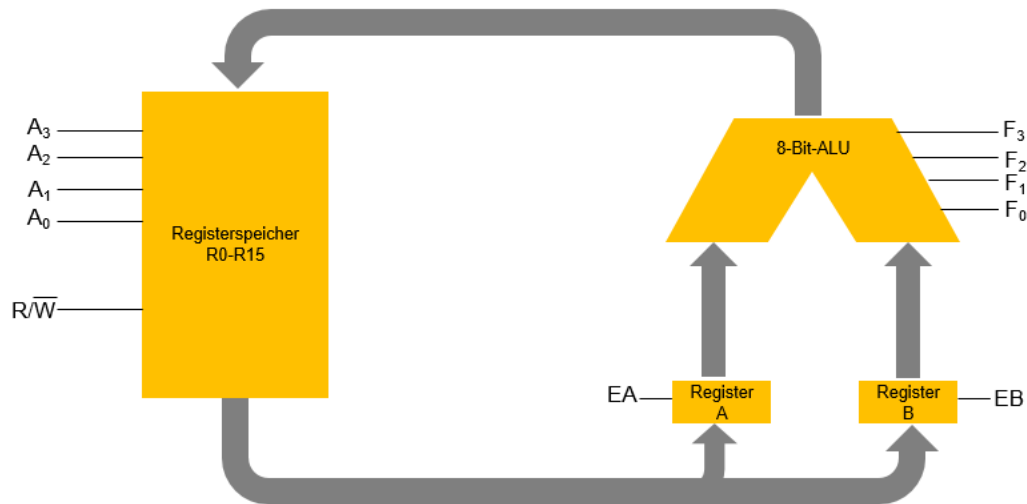 A₃
A₂
A₁
A₀
R/W̅
Registerspeicher
R0-R15
8-Bit-ALU
F₃
F₂
F₁
F₀
EA
Register
A
Register
B
EB